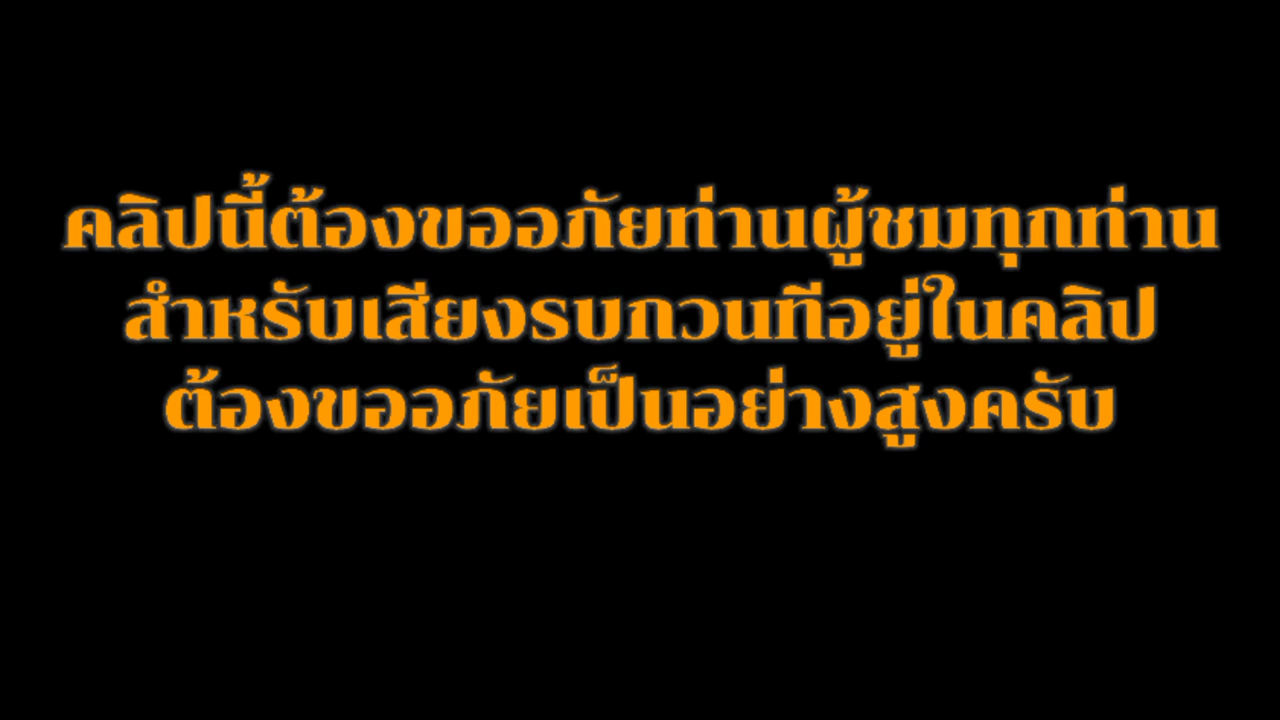 คลิปนี้ต้องขออภัยท่านผู้ชมทุกท่าน
สำหรับเสียงรบกวนทีอยู่ในคลิป
ต้องขออภัยเป็นอย่างสูงครับ